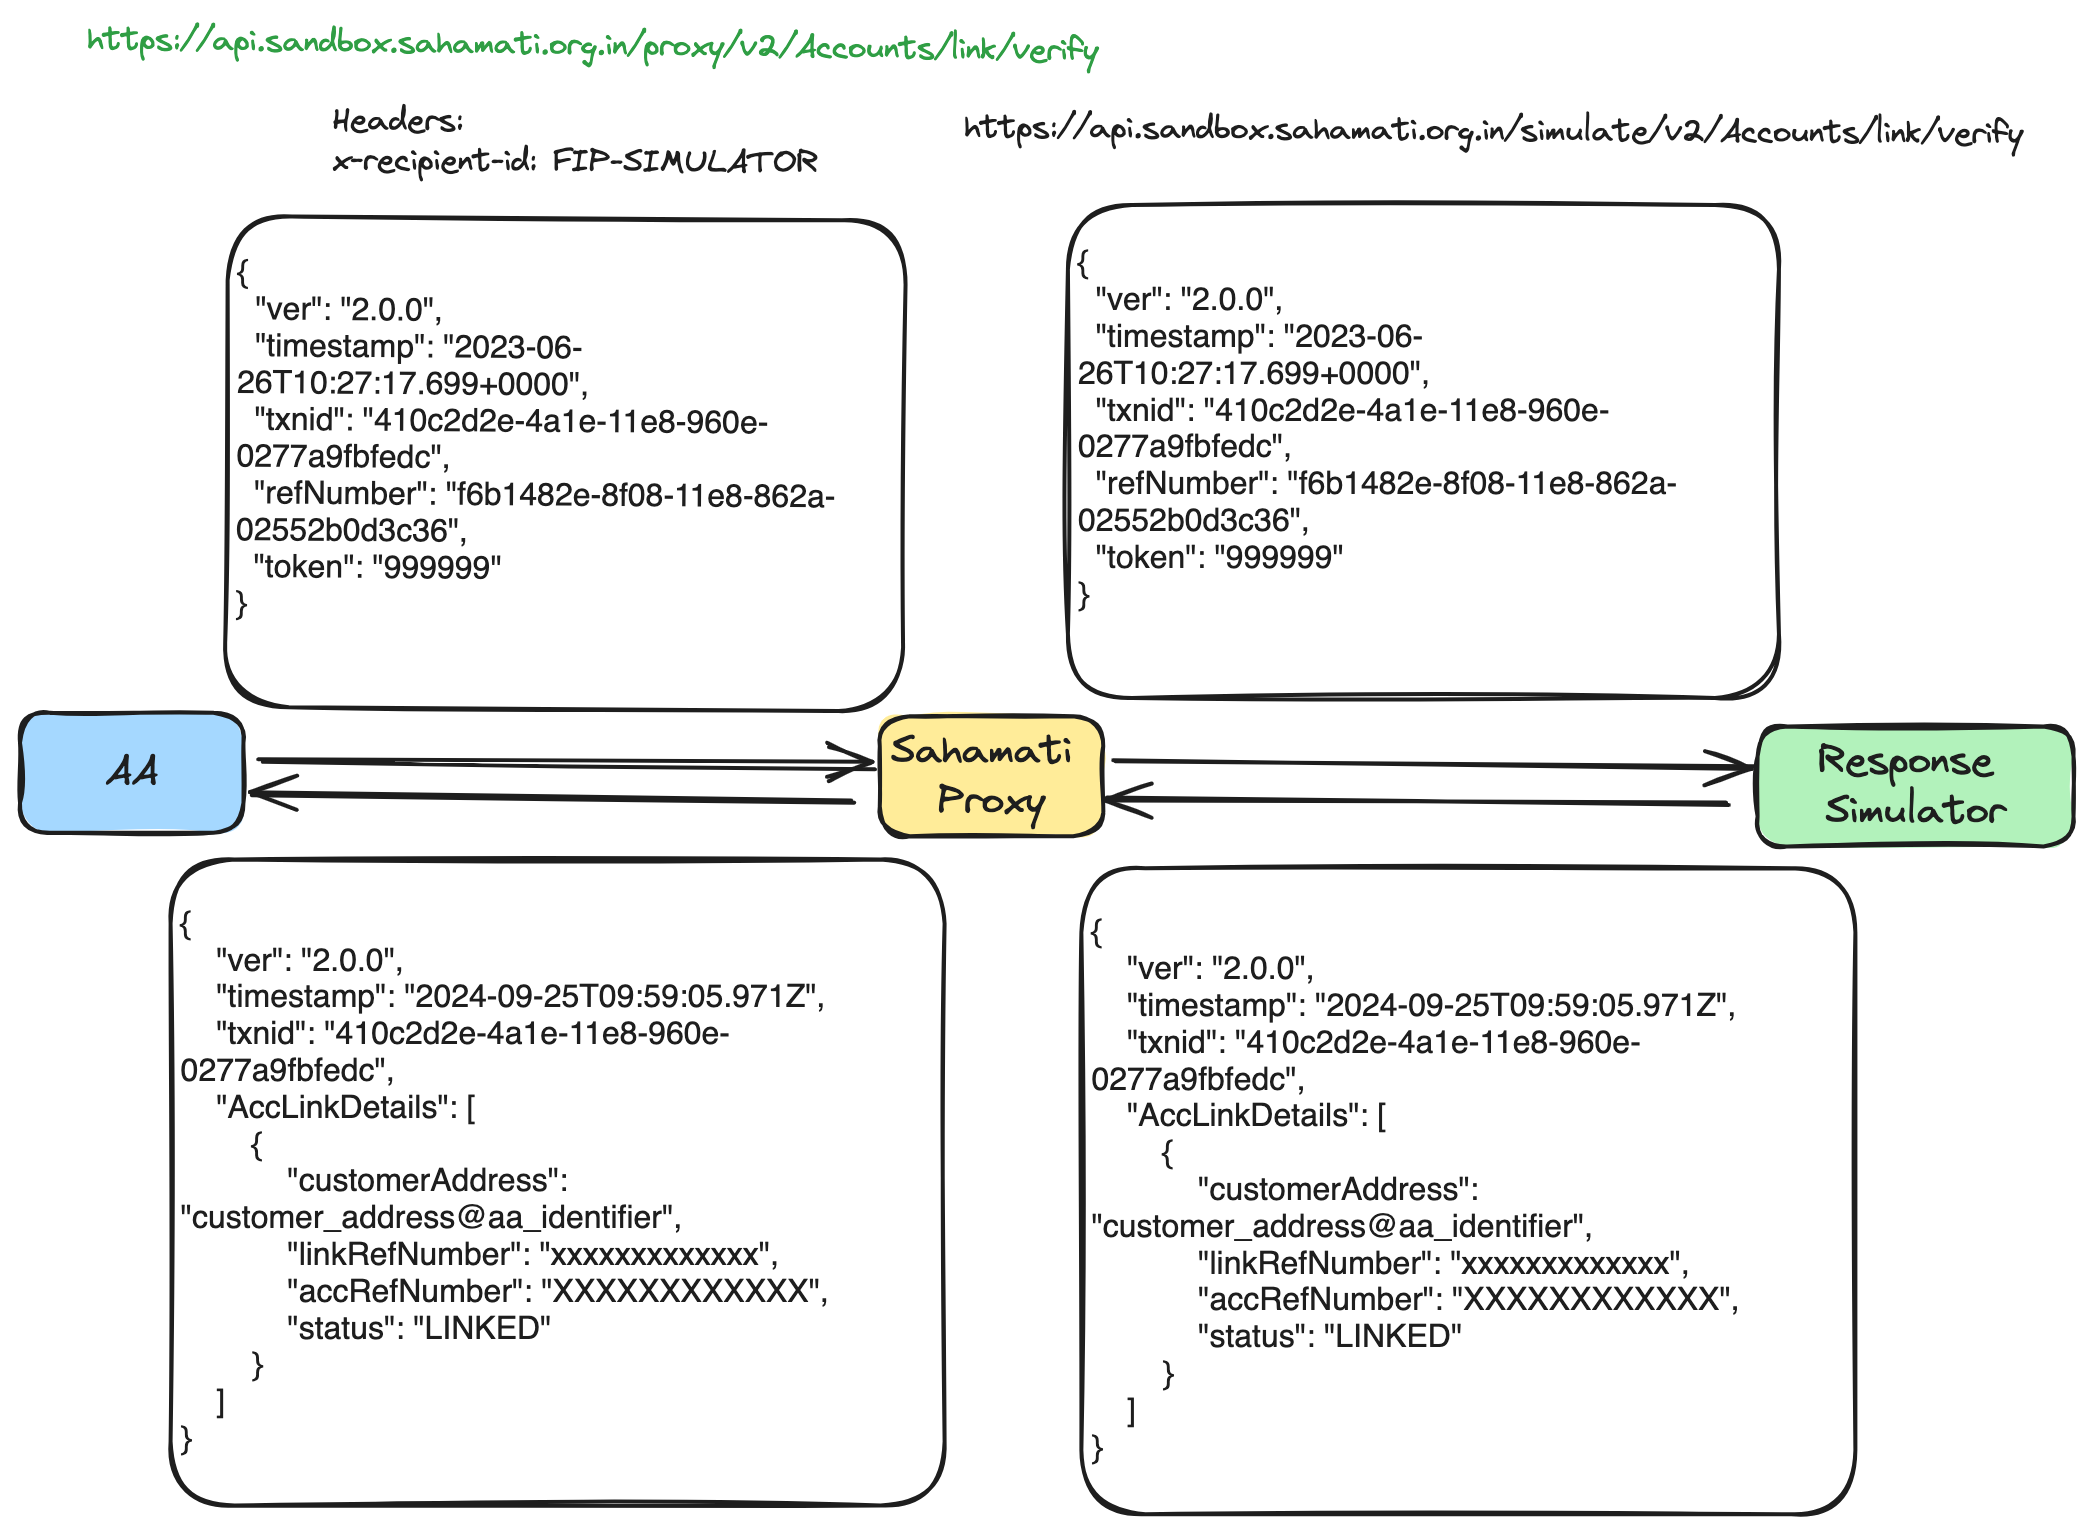 https://api.sandbox.sahamati.org.in/proxy/v2/Accounts/link/verify
Headers:
x-recipient-id: FIP-SIMULATOR
https://api.sandbox.sahamati.org.in/simulate/v2/Accounts/link/verify
{
"ver": "2.0.0",
"timestamp": "2023-06-
26T10:27:17.699+0000",
"txnid": "410c2d2e-4a1e-11e8-960e-
0277a9fbfedc",
"refNumber": "f6b1482e-8f08-11e8-862a-
02552b0d3c36",
"token": "999999"
}
{
"ver": "2.0.0",
"timestamp": "2023-06-
26T10:27:17.699+0000",
"txnid": "410c2d2e-4a1e-11e8-960e-
0277a9fbfedc",
"refNumber": "f6b1482e-8f08-11e8-862a-
02552b0d3c36",
"token": "999999"
}
AA
Sahamati
Proxy
Response
Simulator
{
"ver": "2.0.0",
"timestamp": "2024-09-25T09:59:05.971Z",
"txnid": "410c2d2e-4a1e-11e8-960e-
0277a9fbfedc",
"AccLinkDetails": [
{
"customerAddress":
"customer_address@aa_identifier",
"linkRefNumber": "xxxxxxxxxxxxx",
"accRefNumber": "XXXXXXXXXXXX",
"status": "LINKED"
}
]
}
{
"ver": "2.0.0",
"timestamp": "2024-09-25T09:59:05.971Z",
"txnid": "410c2d2e-4a1e-11e8-960e-
0277a9fbfedc",
"AccLinkDetails": [
{
"customerAddress":
"customer_address@aa_identifier",
"linkRefNumber": "xxxxxxxxxxxxx",
"accRefNumber": "XXXXXXXXXXXX",
"status": "LINKED"
}
]
}